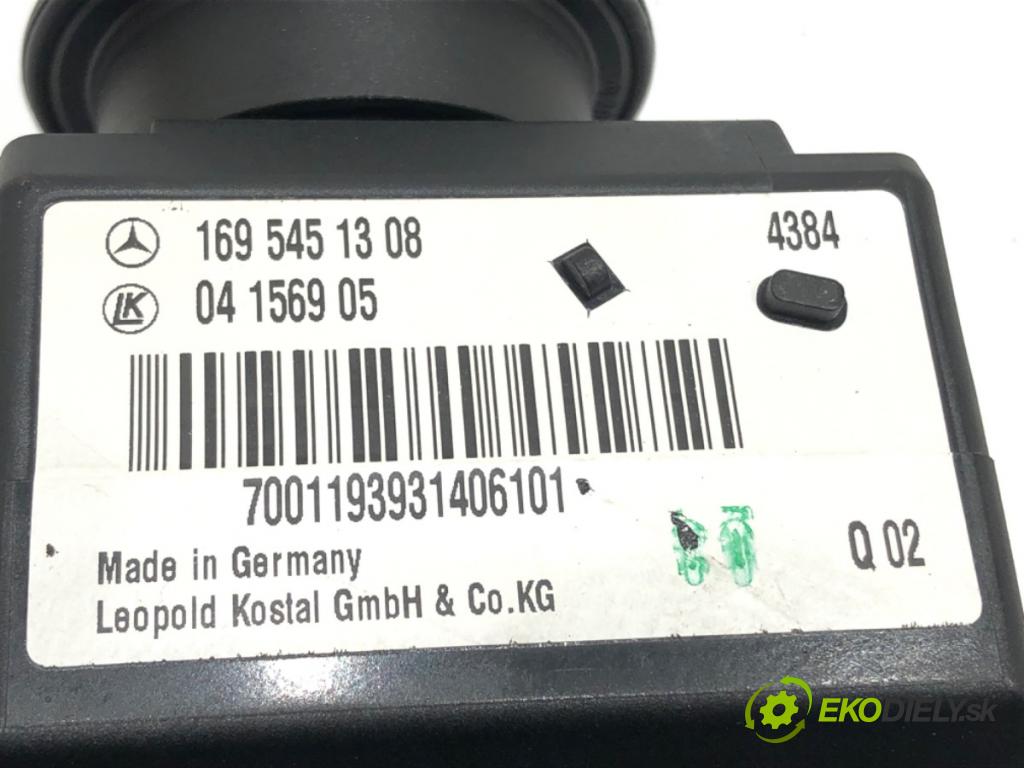 169 545 13 08
4384
LK
04 1569 05
7001193931406101
Q 02
Made in Germany
Leopold Kostal GmbH & Co.KG
EKODIELY.sk